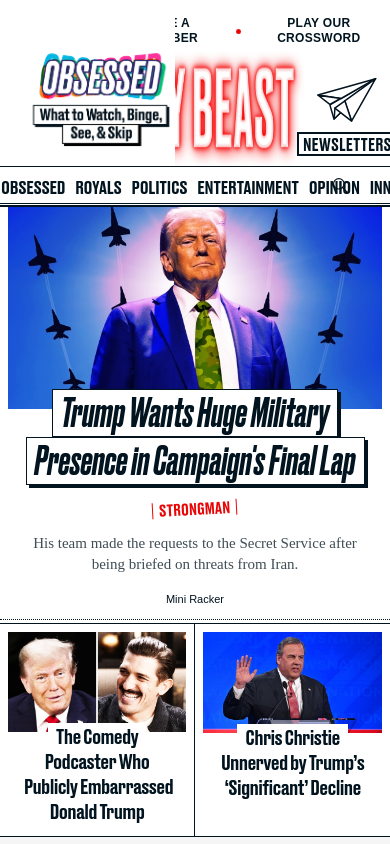 E A
BER
PLAY OUR
CROSSWORD
OBSESSED
What to Watch, Binge,
See, & Skip
Y BEAST
NEWSLETTERS
OBSESSED ROYALS POLITICS ENTERTAINMENT OPINION INN
Trump Wants Huge Military
Presence in Campaign's Final Lap
STRONGMAN
His team made the requests to the Secret Service after
being briefed on threats from Iran.
Mini Racker
The Comedy
Podcaster Who
Publicly Embarrassed
Donald Trump
Chris Christie
Unnerved by Trump’s
‘Significant’ Decline